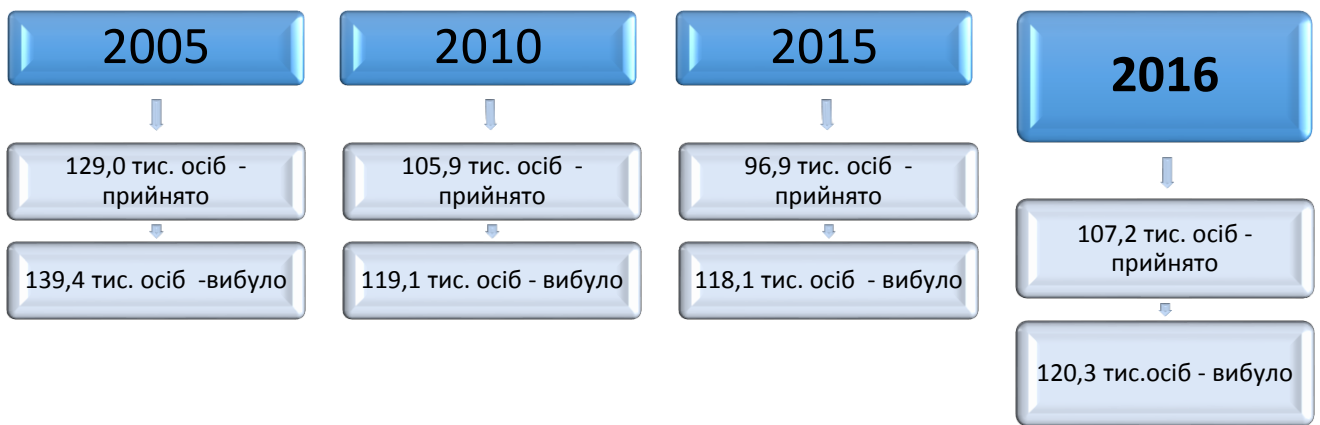 2005
129,0 тис. осіб -
прийнято
139,4 тис. осіб -вибуло
2010
105,9 тис. осіб -
прийнято
119,1 тис. осіб - вибуло
2015
96,9 тис. осіб -
прийнято
118,1 тис. осіб - вибуло
2016
107,2 тис. осіб -
прийнято
120,3 тис.осіб - вибуло